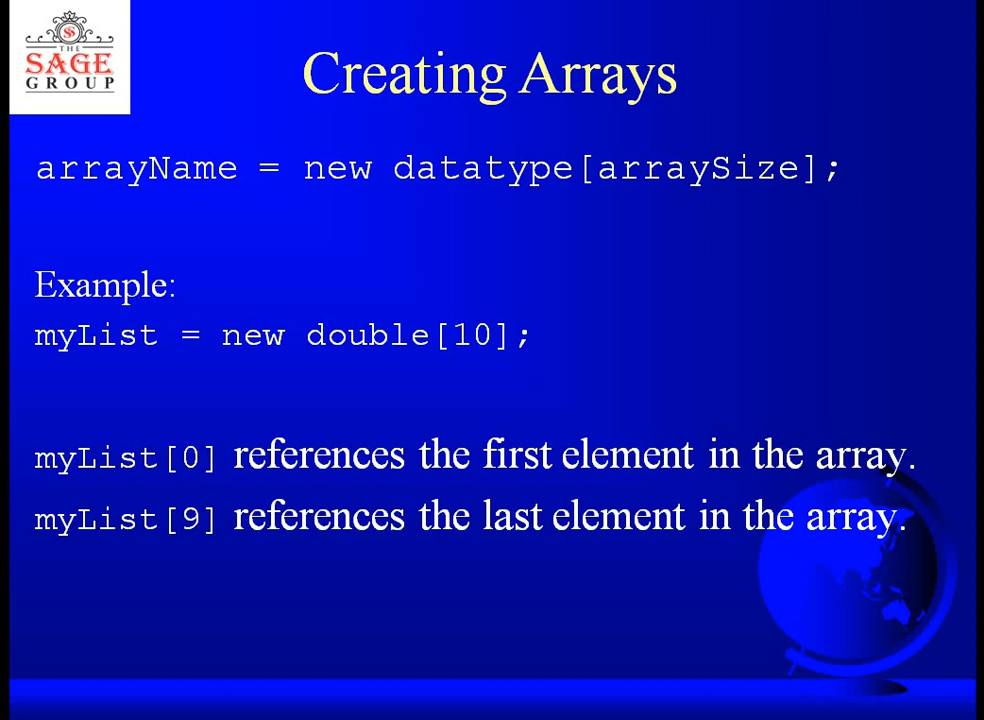 THE
SAGE
GROUP
Creating Arrays
arrayName = new datatype[arraySize];
Example:
myList = new double[10];
myList[0] references the first element in the array.
myList[9] references the last element in the array.